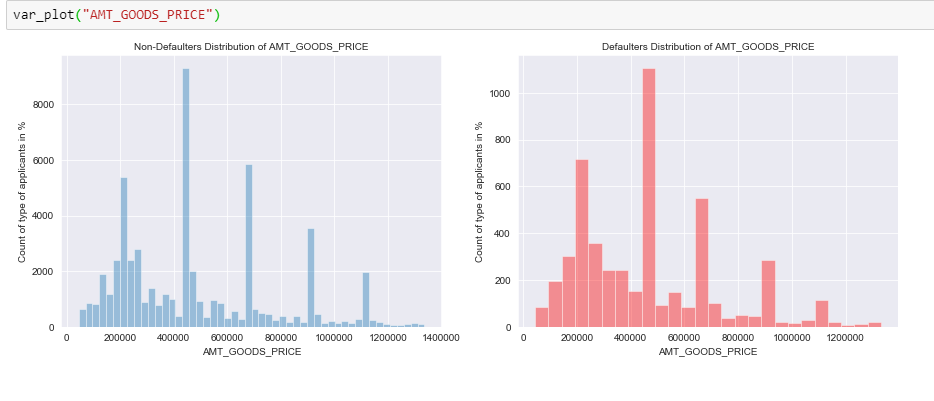 var_plot("AMT_GOODS_PRICE")
Non-Defaulters Distribution of AMT_GOODS_PRICE
Count of type of applicants in %
8000
6000
4000
2000
0
0 200000 400000 600000 800000 1000000 1200000 1400000
AMT_GOODS_PRICE
Defaulters Distribution of AMT_GOODS_PRICE
Count of type of applicants in %
1000
800
600
400
200
0
0 200000 400000 600000 800000 1000000 1200000
AMT_GOODS_PRICE